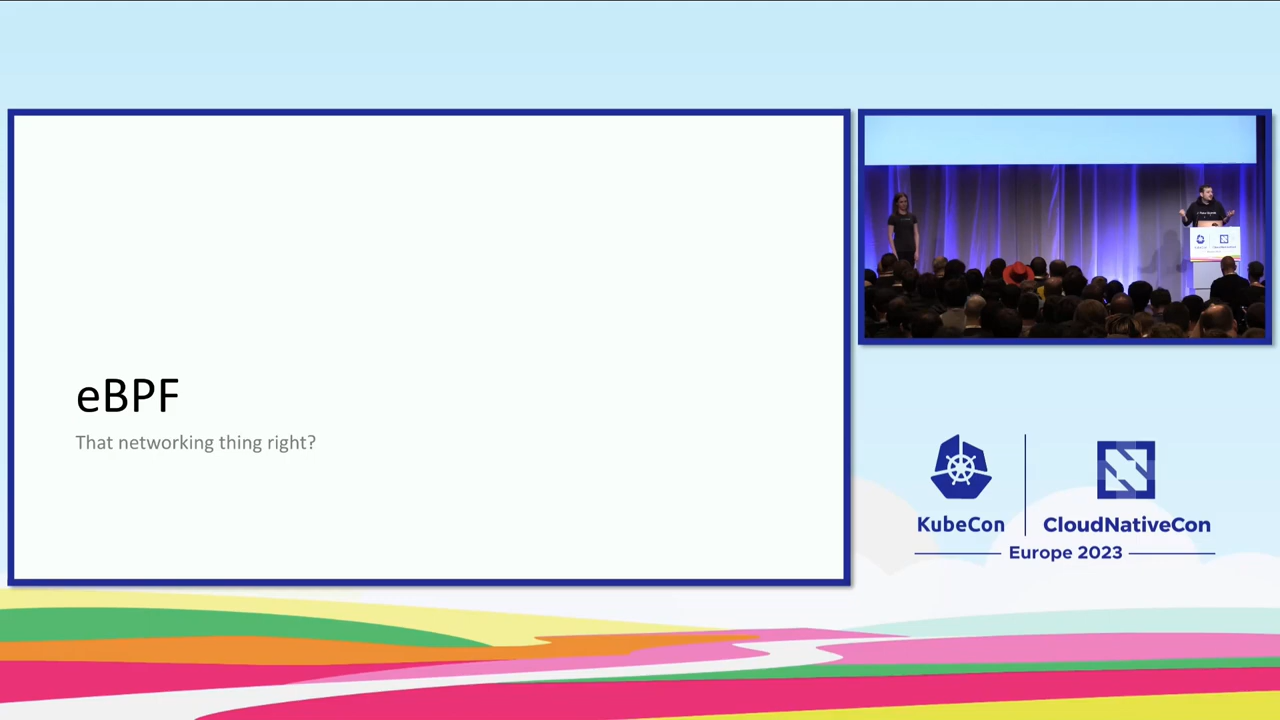 eBPF
That networking thing right?
KubeCon
CloudNativeCon
Europe 2023